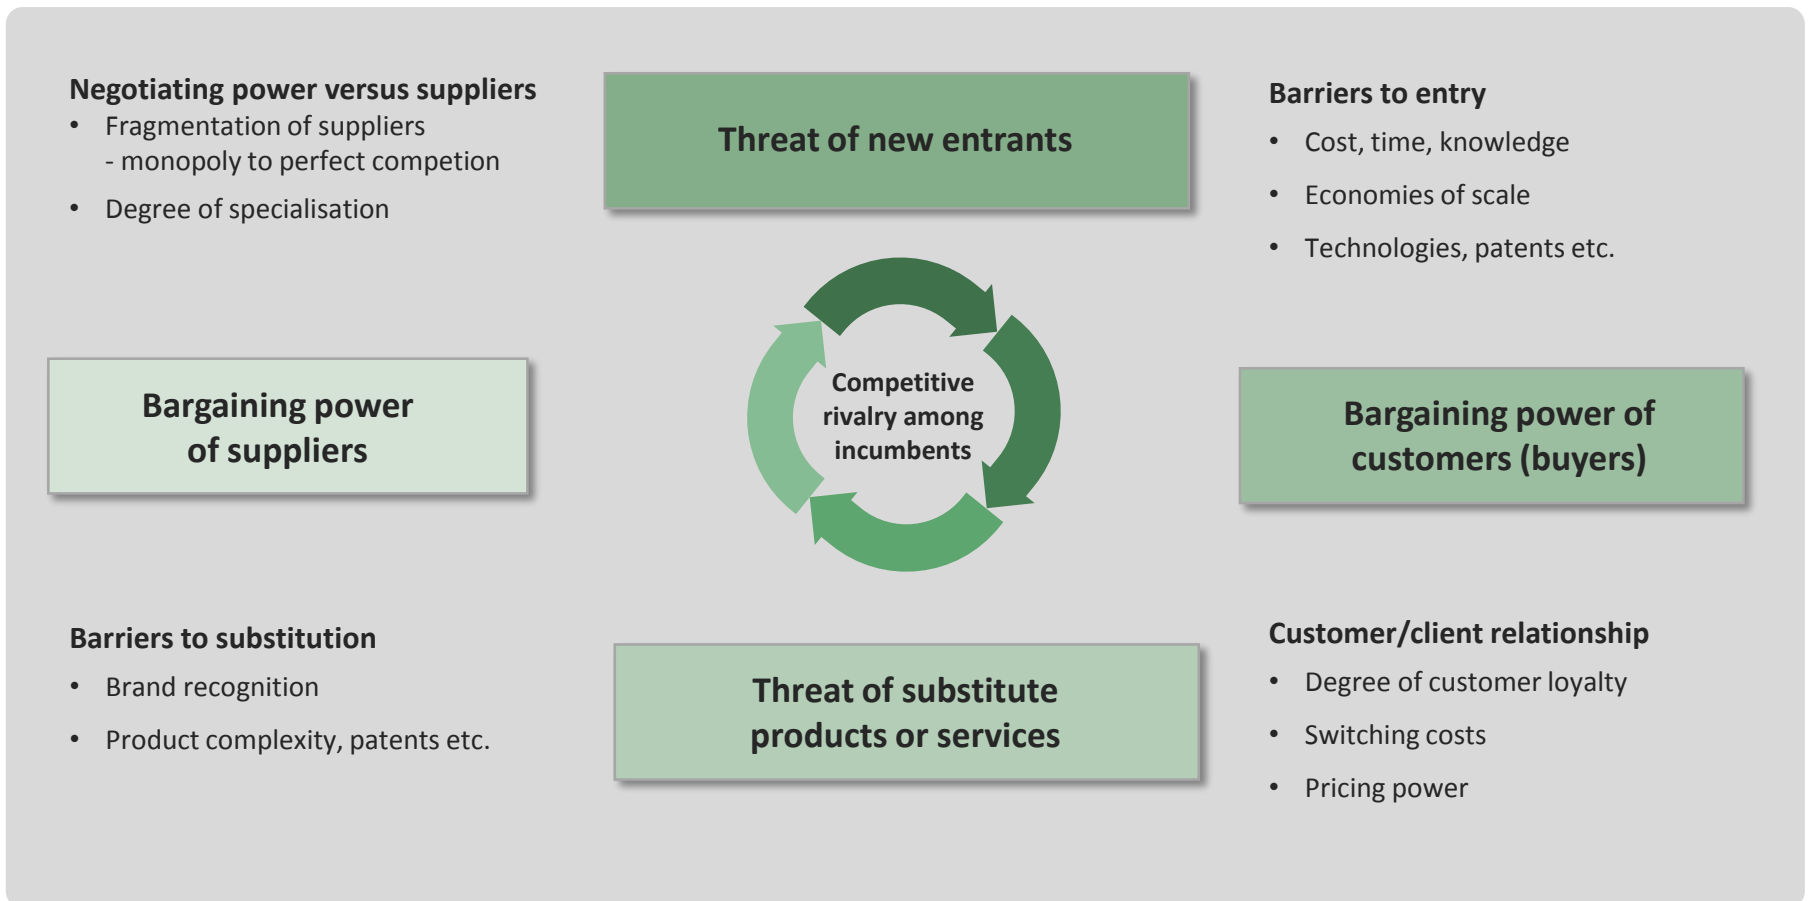 Negotiating power versus suppliers
• Fragmentation of suppliers
- monopoly to perfect competion
• Degree of specialisation
Threat of new entrants
Barriers to entry
• Cost, time, knowledge
• Economies of scale
• Technologies, patents etc.
Bargaining power
of suppliers
Competitive
rivalry among
incumbents
Bargaining power of
customers (buyers)
Barriers to substitution
• Brand recognition
• Product complexity, patents etc.
Threat of substitute
products or services
Customer/client relationship
• Degree of customer loyalty
• Switching costs
• Pricing power